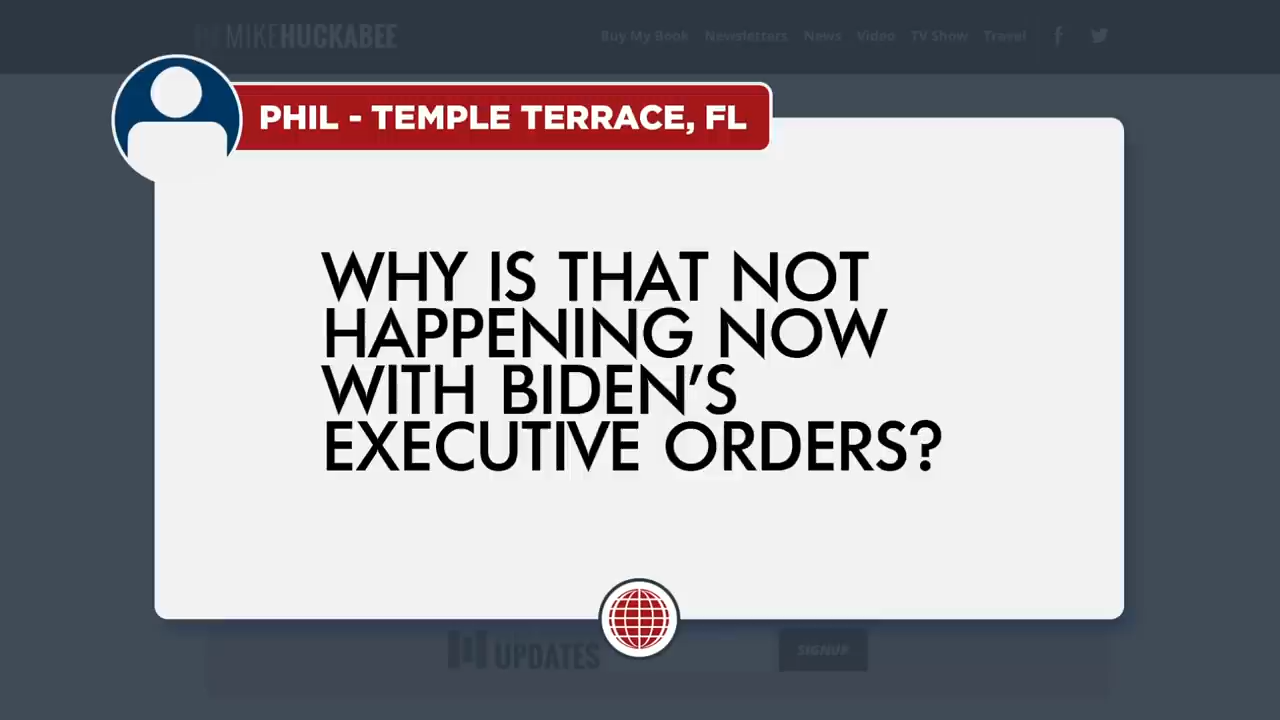 MIKEHUCKABEE
Buy My Book Newsletters News Video TV Show Travel
PHIL - TEMPLE TERRACE, FL
WHY IS THAT NOT
HAPPENING NOW
WITH BIDEN'S
EXECUTIVE ORDERS?
UPDATES
SIGNUP